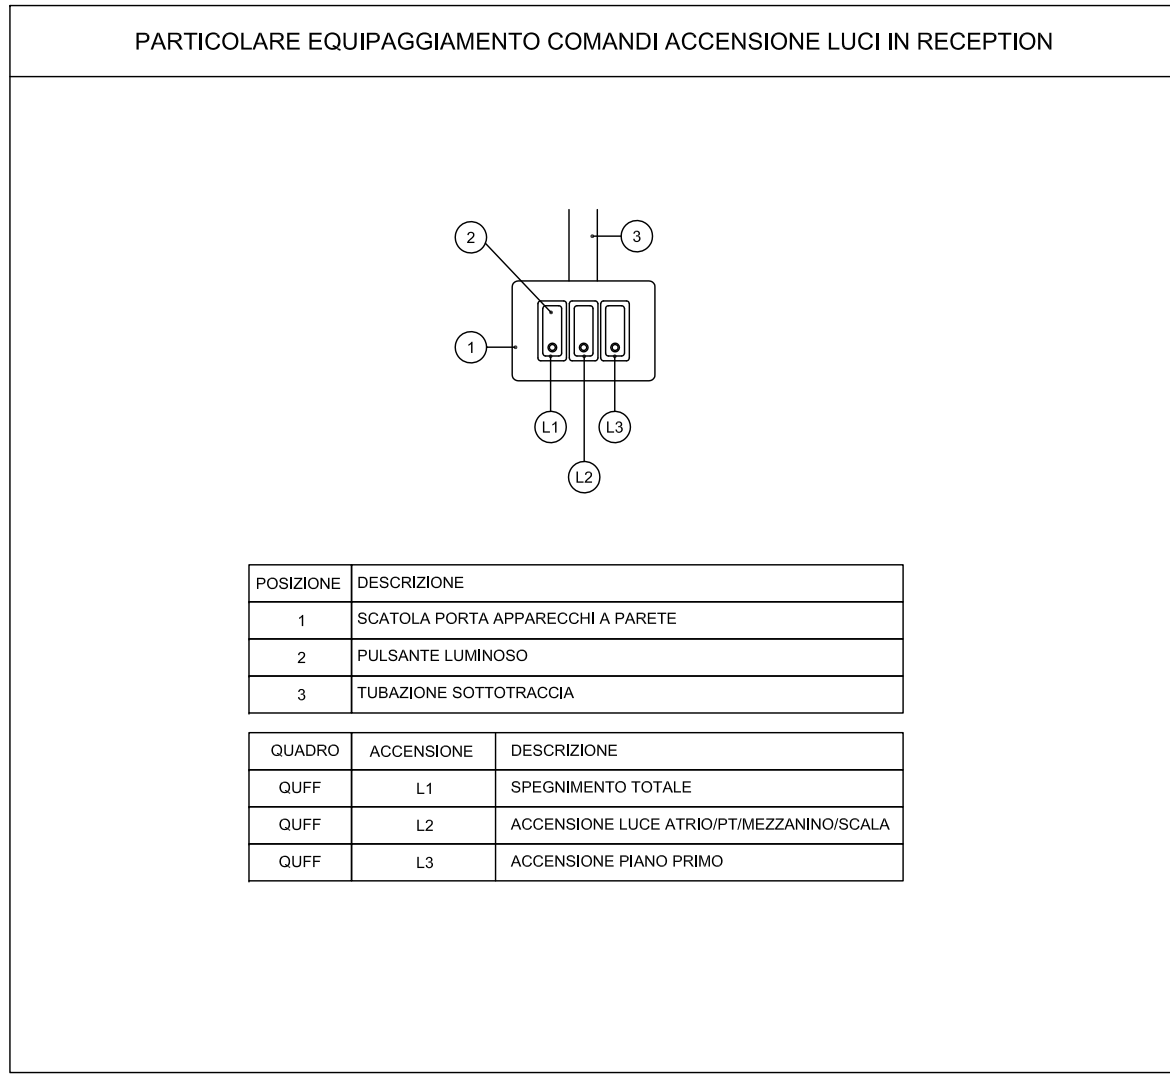 PARTICOLARE EQUIPAGGIAMENTO COMANDI ACCENSIONE LUCI IN RECEPTION
2
3
1
L1
L3
L2
POSIZIONE DESCRIZIONE
1 SCATOLA PORTA APPARECCHI A PARETE
2 PULSANTE LUMINOSO
3 TUBAZIONE SOTTOTRACCIA
QUADRO ACCENSIONE DESCRIZIONE
QUFF L1 SPEGNIMENTO TOTALE
QUFF L2 ACCENSIONE LUCE ATRIO/PT/MEZZANINO/SCALA
QUFF L3 ACCENSIONE PIANO PRIMO